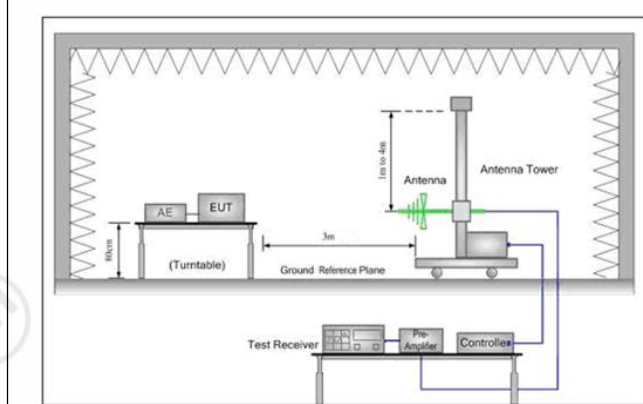 1m to 4m
Antenna
Antenna Tower
AE
EUT
80cm
(Turntable)
3m
Ground Reference Plane
Test Receiver
Pre-
Amplifier
Controller